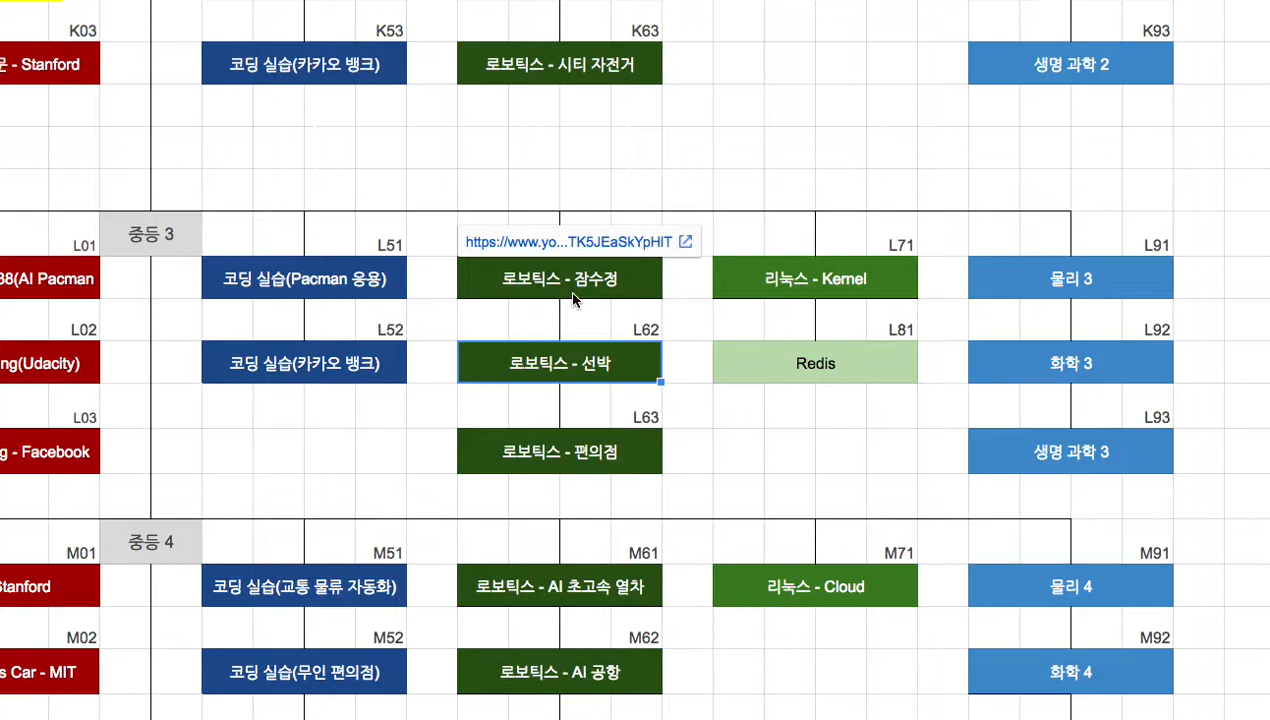 K03
K53
K63
K93
문 - Stanford
코딩 실습(카카오 뱅크)
로보틱스 - 시티 자전거
생명 과학 2
중등 3
https://www.yo...TK5JEaSkYpHIT
L01
L51
L71
L91
38(AI Pacman
코딩 실습(Pacman 응용)
로보틱스 - 잠수정
리눅스 - Kernel
물리 3
L02
L52
L62
L81
L92
ng(Udacity)
코딩 실습(카카오 뱅크)
로보틱스 - 선박
Redis
화학 3
L03
L63
L93
g - Facebook
로보틱스 - 편의점
생명 과학 3
중등 4
M01
M51
M61
M71
M91
Stanford
코딩 실습(교통 물류 자동화)
로보틱스 - AI 초고속 열차
리눅스 - Cloud
물리 4
M02
M52
M62
M92
s Car - MIT
코딩 실습(무인 편의점)
로보틱스 - AI 공항
화학 4